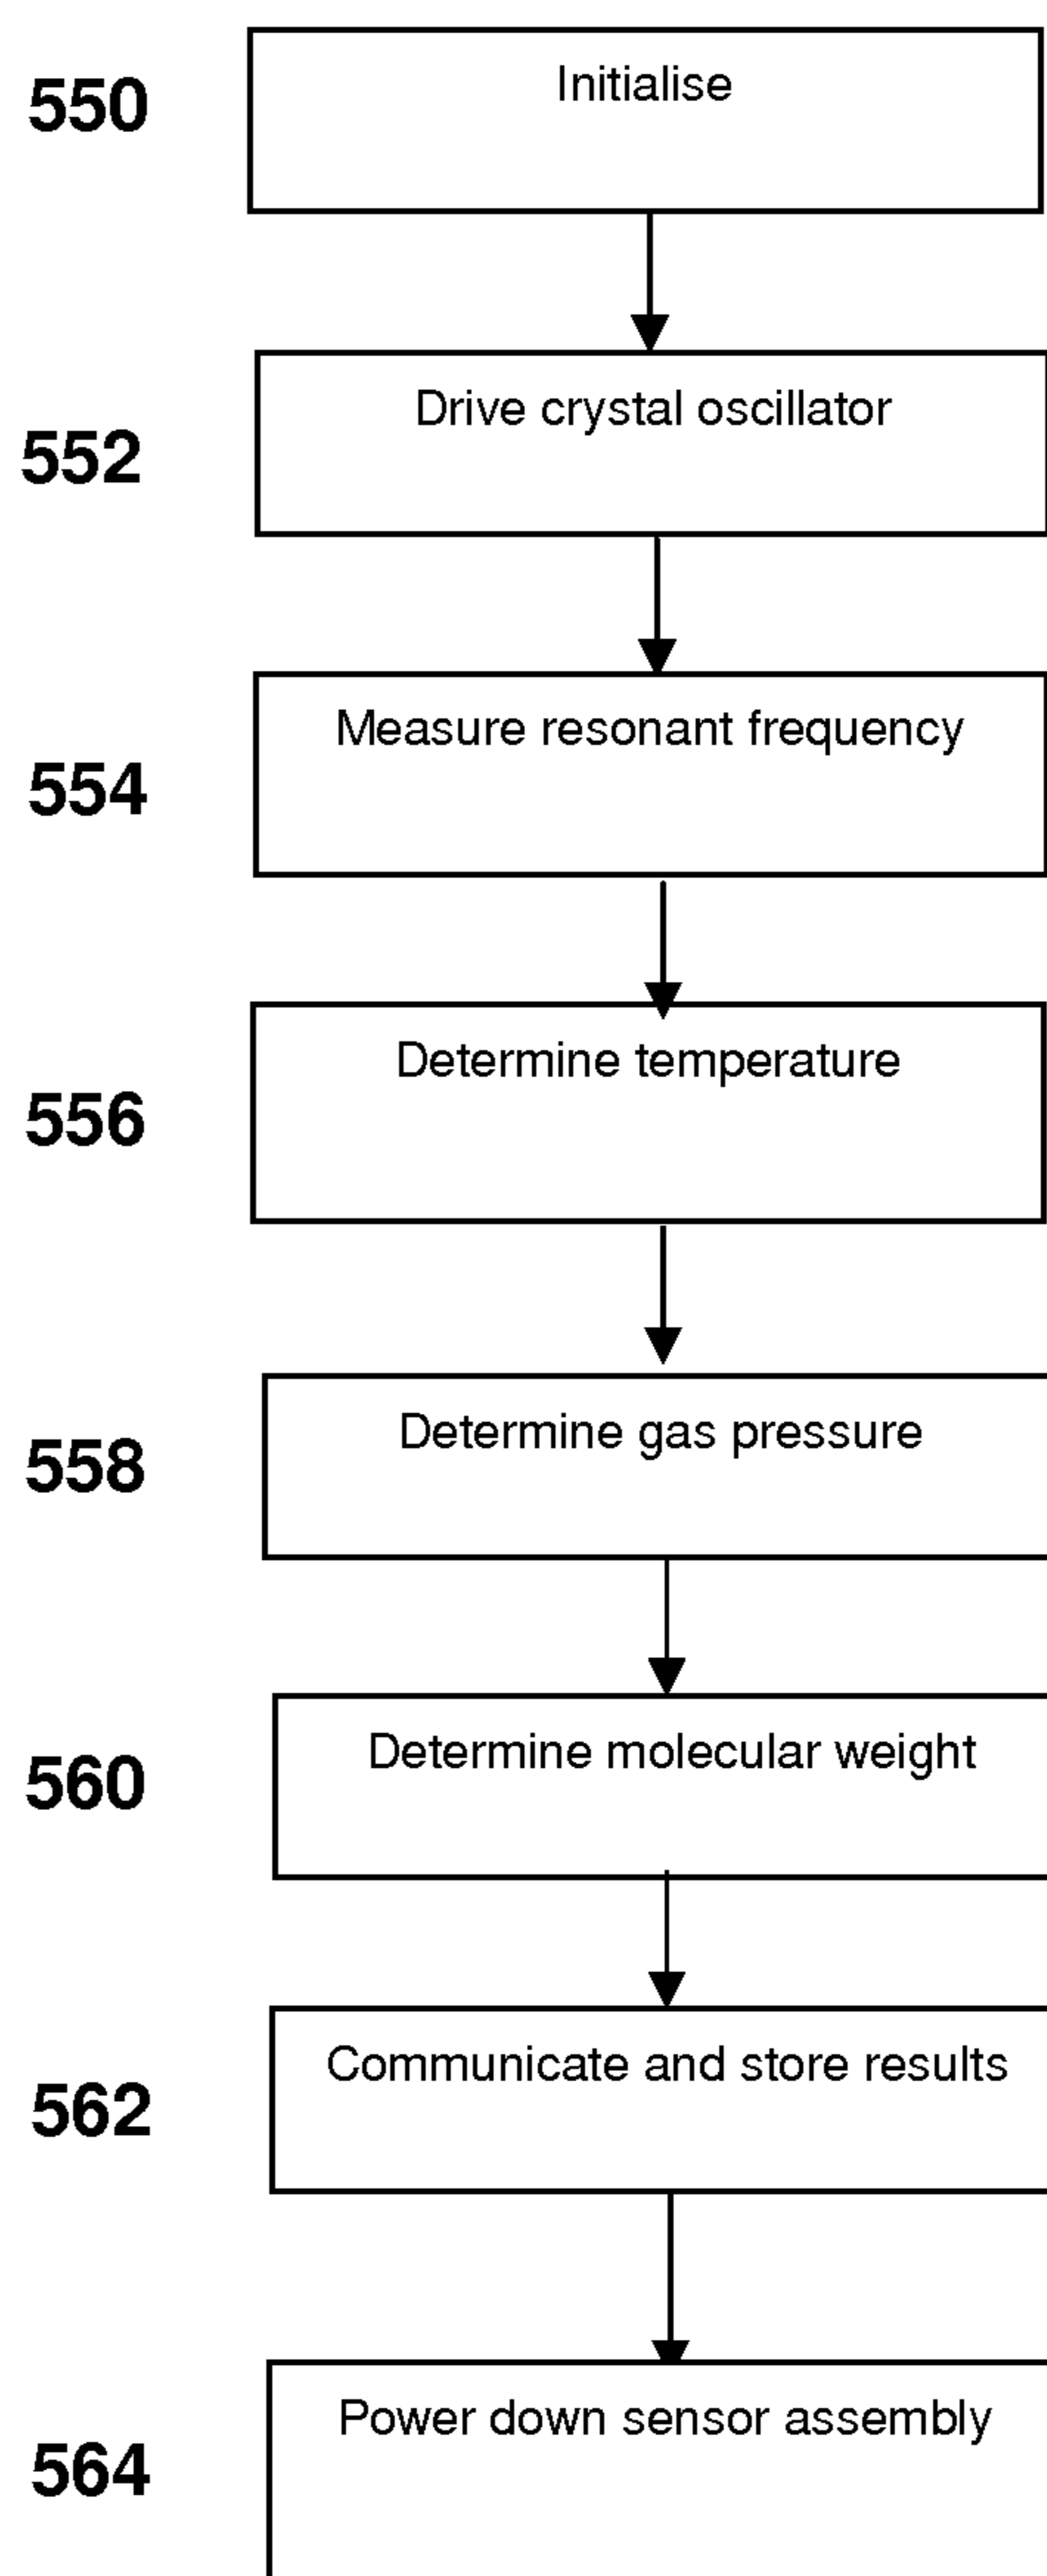 550
Initialise
552
Drive crystal oscillator
554
Measure resonant frequency
556
Determine temperature
558
Determine gas pressure
560
Determine molecular weight
562
Communicate and store results
564
Power down sensor assembly